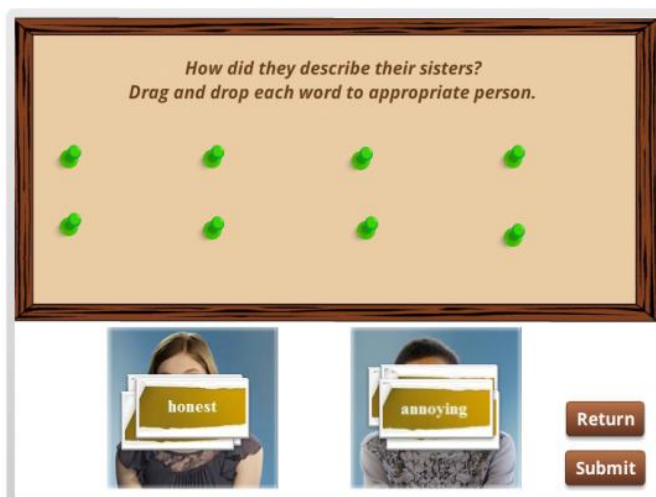 How did they describe their sisters?
Drag and drop each word to appropriate person.
honest
annoying
Return
Submit